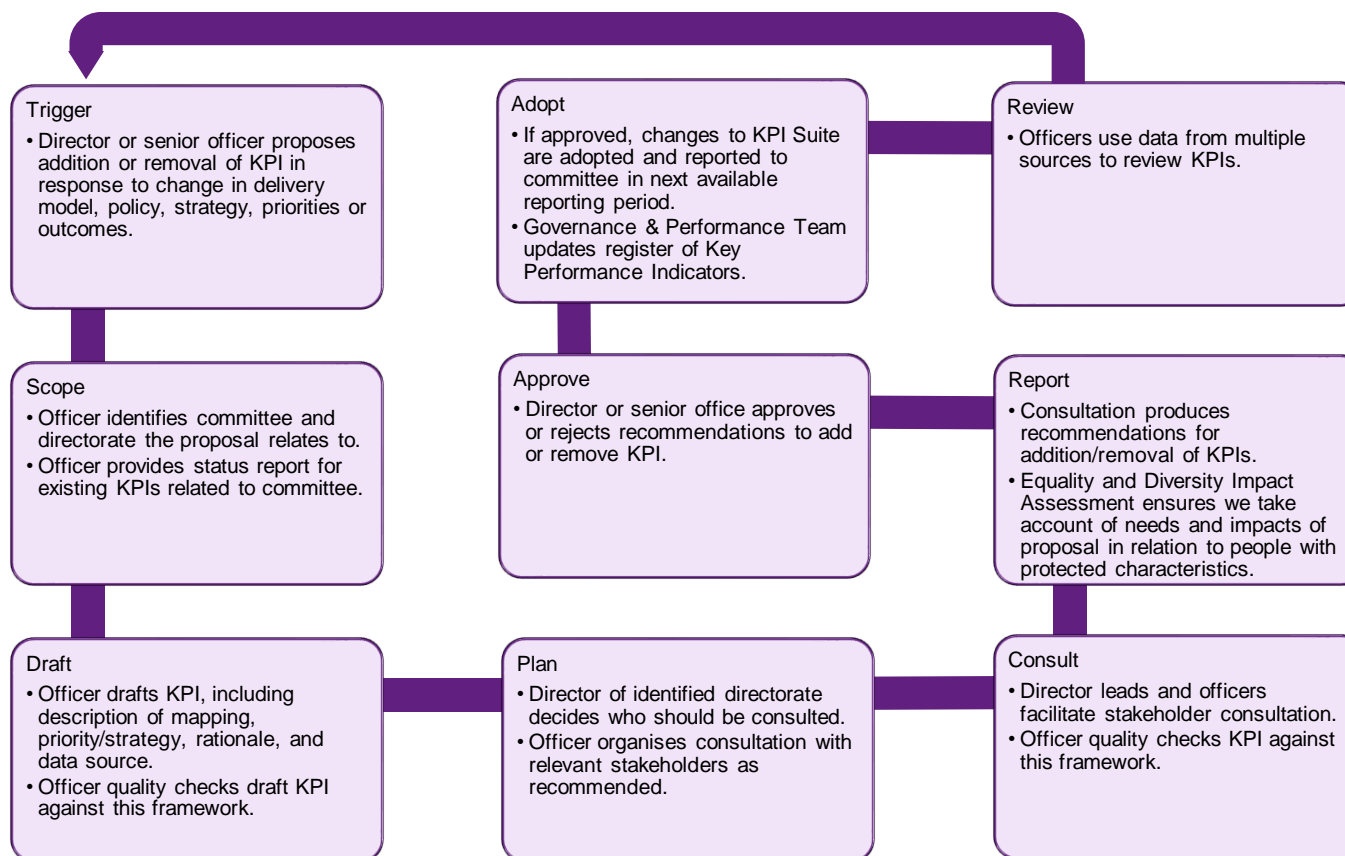 Trigger
• Director or senior officer proposes
addition or removal of KPI in
response to change in delivery
model, policy, strategy, priorities or
outcomes.
Scope
• Officer identifies committee and
directorate the proposal relates to.
• Officer provides status report for
existing KPIs related to committee.
Draft
• Officer drafts KPI, including
description of mapping,
priority/strategy, rationale, and
data source.
• Officer quality checks draft KPI
against this framework.
Plan
• Director of identified directorate
decides who should be consulted.
• Officer organises consultation with
relevant stakeholders as
recommended.
Consult
• Director leads and officers
facilitate stakeholder consultation.
• Officer quality checks KPI against
this framework.
Report
• Consultation produces
recommendations for
addition/removal of KPIs.
• Equality and Diversity Impact
Assessment ensures we take
account of needs and impacts of
proposal in relation to people with
protected characteristics.
Approve
• Director or senior office approves
or rejects recommendations to add
or remove KPI.
Adopt
• If approved, changes to KPI Suite
are adopted and reported to
committee in next available
reporting period.
• Governance & Performance Team
updates register of Key
Performance Indicators.
Review
• Officers use data from multiple
sources to review KPIs.